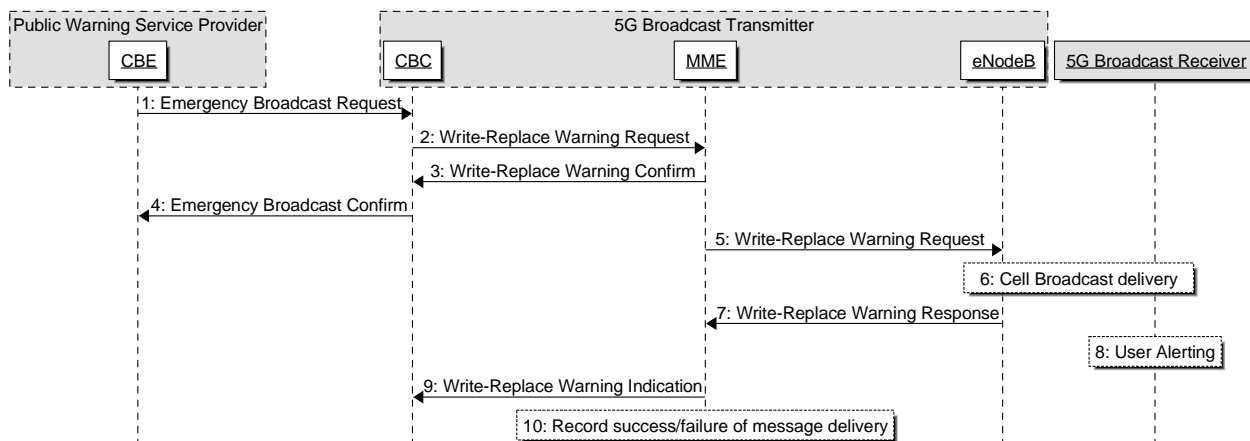 Public Warning Service Provider
5G Broadcast Transmitter
CBE
CBC
MME
eNodeB
5G Broadcast Receiver
1: Emergency Broadcast Request
2: Write-Replace Warning Request
3: Write-Replace Warning Confirm
4: Emergency Broadcast Confirm
5: Write-Replace Warning Request
6: Cell Broadcast delivery
7: Write-Replace Warning Response
8: User Alerting
9: Write-Replace Warning Indication
10: Record success/failure of message delivery